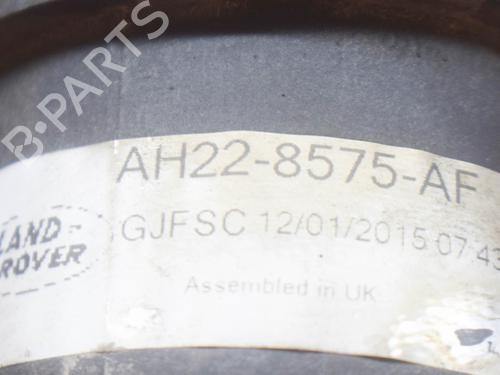 B-PARTS
AH22-8575-AF
LAND-
ROVER
GJFSC 12/01/2015 07:43
Assembled in UK